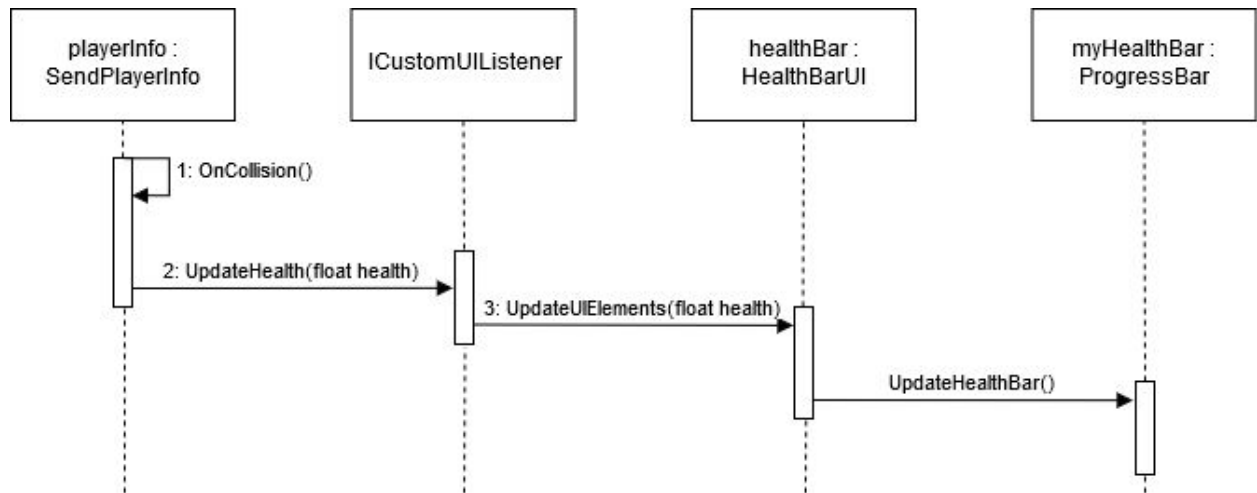 playerInfo :
SendPlayerInfo
ICustomUIListener
healthBar :
HealthBarUI
myHealthBar :
ProgressBar
1: OnCollision()
2: UpdateHealth(float health)
3: UpdateUIElements(float health)
UpdateHealthBar()